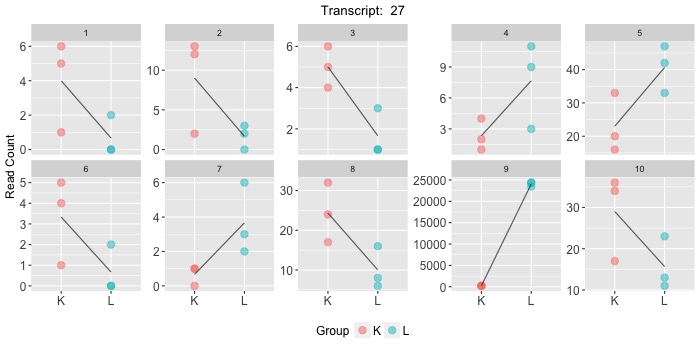 Transcript: 27
1 2 3 4 5
6 4 2 0
10 5 0
6 4 2
9 6 3
40 30 20
Read Count
6 7 8 9 10
5 4 3 2 1 0
6 4 2 0
30 20 10
25000 20000 15000 10000 5000 0
30 20 10
K L K L K L K L K L
Group K L